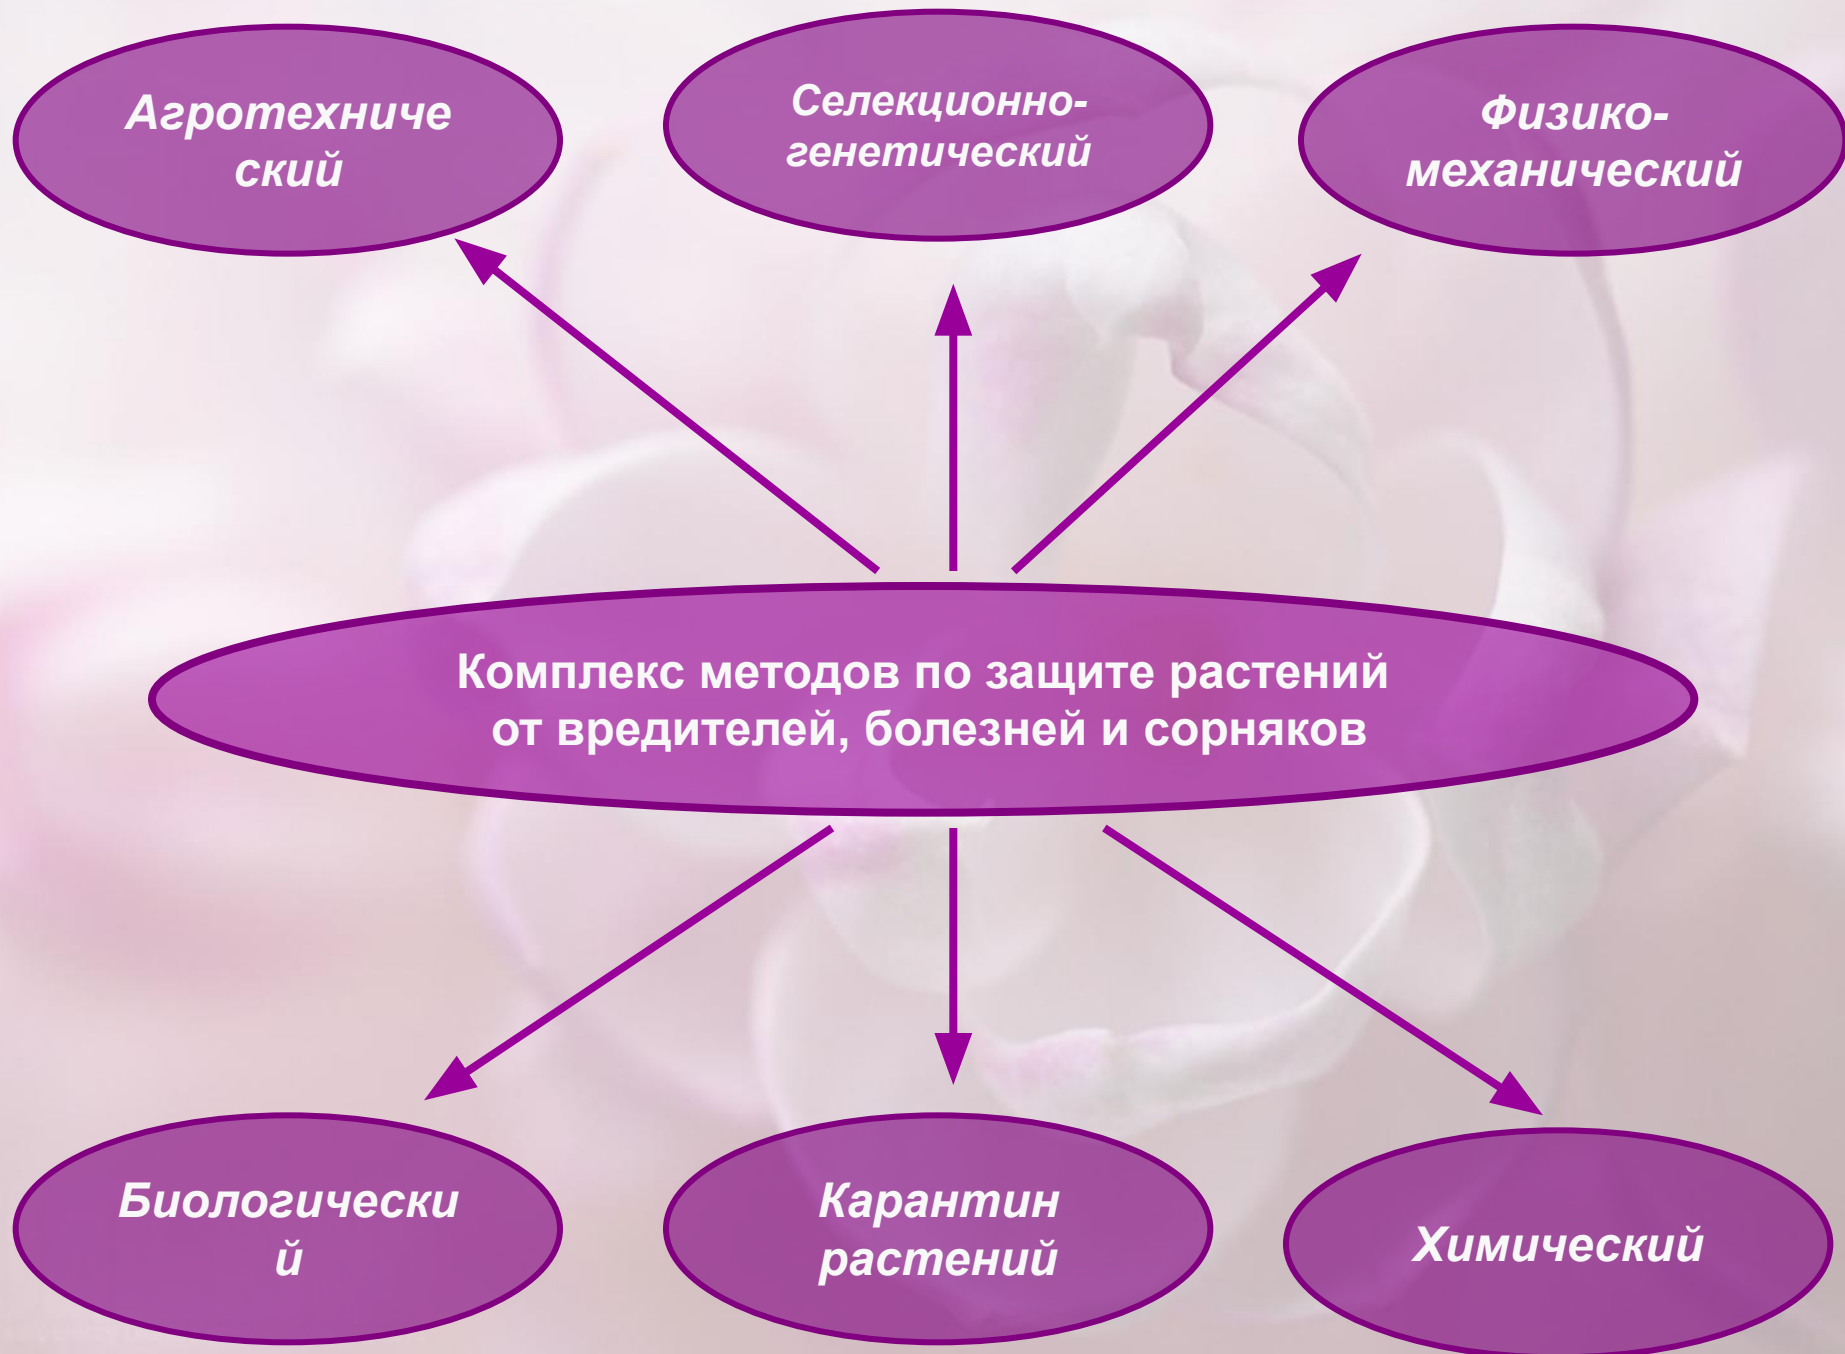 Агротехниче
ский
Селекционно-
генетический
Физико-
механический
Комплекс методов по защите растений
от вредителей, болезней и сорняков
Биологически
й
Карантин
растений
Химический